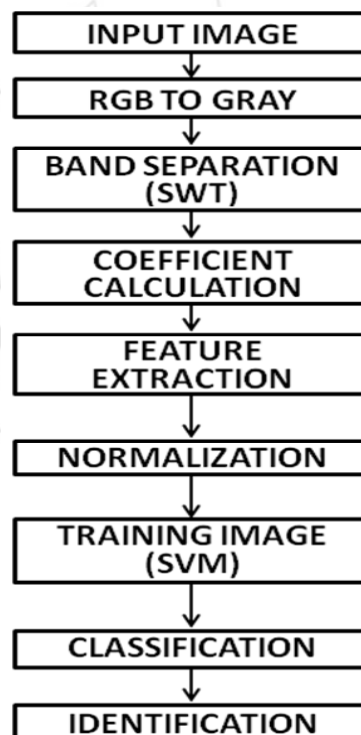 INPUT IMAGE
RGB TO GRAY
BAND SEPARATION
(SWT)
COEFFICIENT
CALCULATION
FEATURE
EXTRACTION
NORMALIZATION
TRAINING IMAGE
(SVM)
CLASSIFICATION
IDENTIFICATION